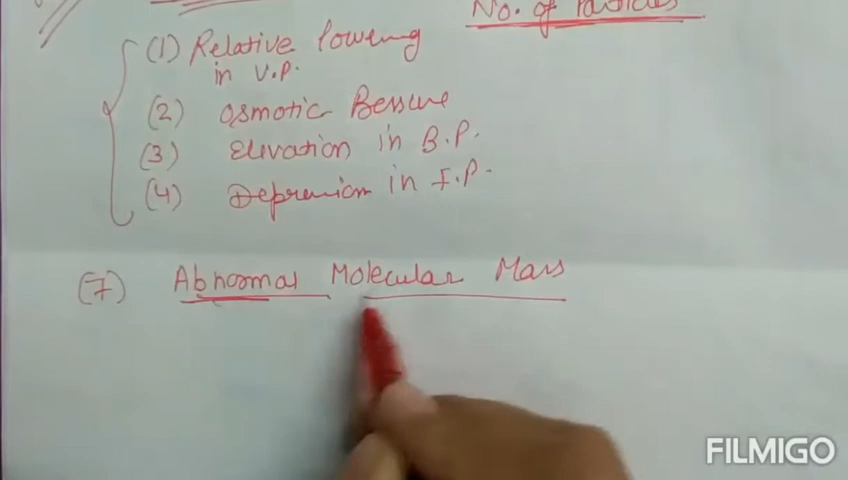 No. of Particles
(1) Relative lowering
in V.P.
(2) Osmotic Pressure
(3) Elevation in B.P.
(4) Depression in F.P.
(7) Abnormal Molecular Mass
FILMIGO